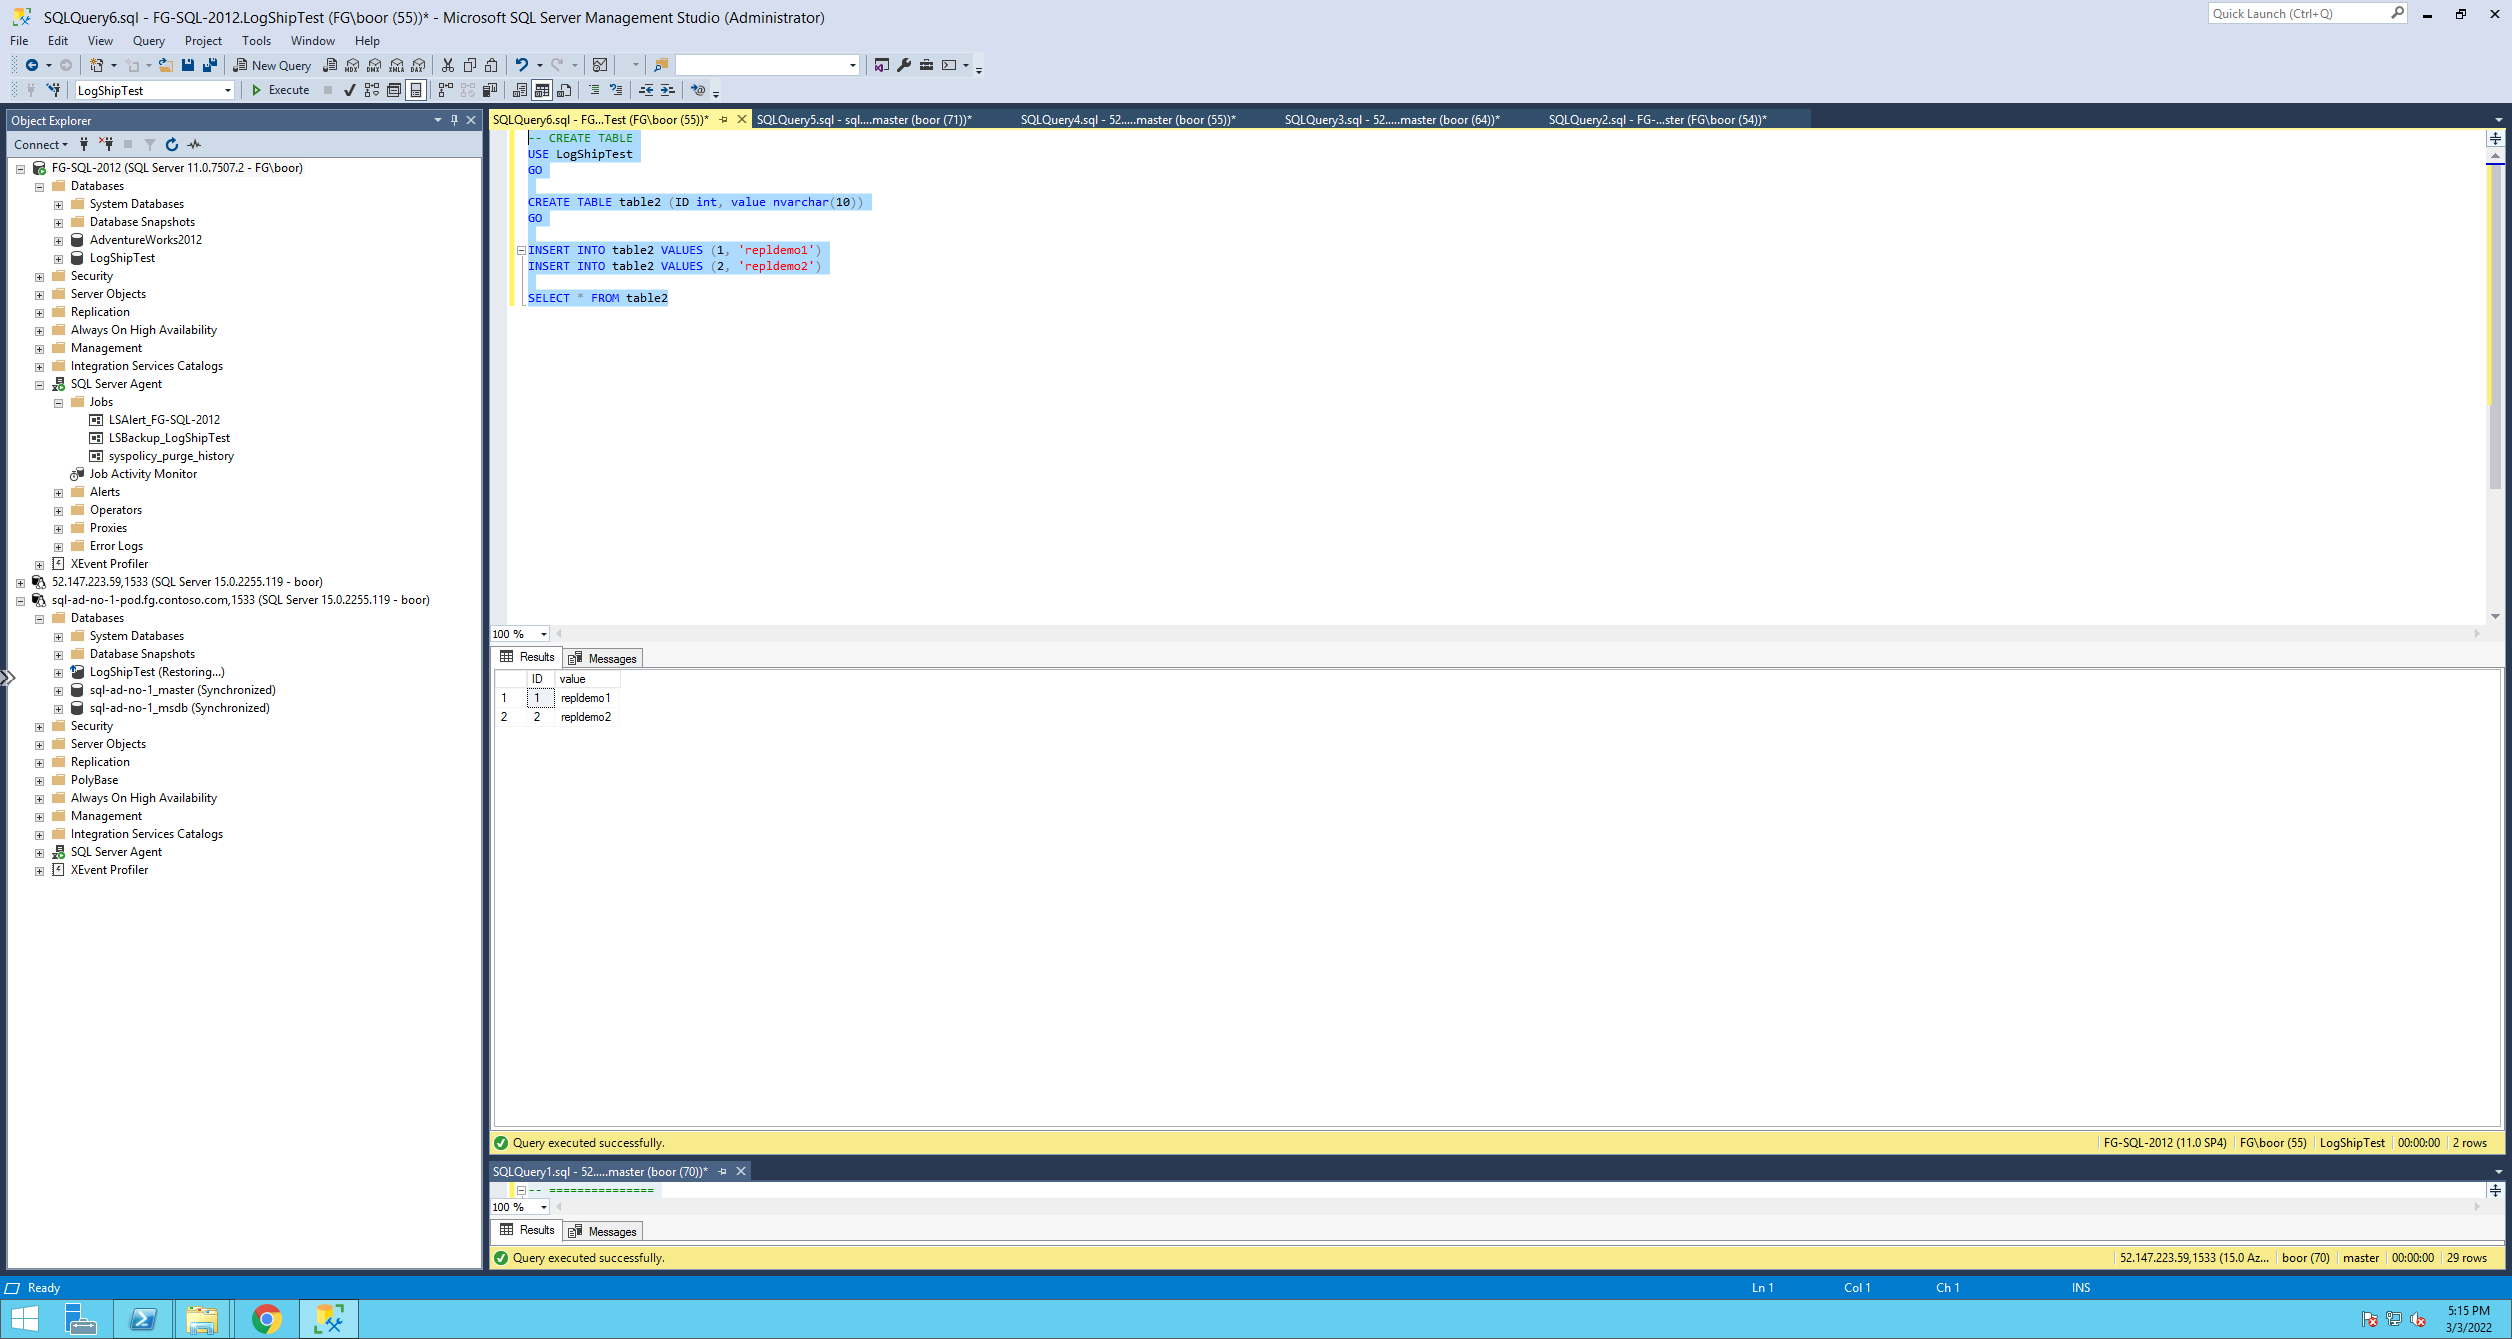 SQLQuery6.sql - FG-SQL-2012.LogShipTest (FG\boor (55))* - Microsoft SQL Server Management Studio (Administrator)
Quick Launch (Ctrl+Q)
File Edit View Query Project Tools Window Help
New Query MDX DMX XMLA DAX
LogShipTest Execute
Object Explorer
Connect
FG-SQL-2012 (SQL Server 11.0.7507.2 - FG\boor)
Databases
System Databases
Database Snapshots
AdventureWorks2012
LogShipTest
Security
Server Objects
Replication
Always On High Availability
Management
Integration Services Catalogs
SQL Server Agent
Jobs
LSAlert_FG-SQL-2012
LSBackup_LogShipTest
syspolicy_purge_history
Job Activity Monitor
Alerts
Operators
Proxies
Error Logs
XEvent Profiler
52.147.223.59,1533 (SQL Server 15.0.2255.119 - boor)
sql-ad-no-1-pod.fg.contoso.com,1533 (SQL Server 15.0.2255.119 - boor)
Databases
System Databases
Database Snapshots
LogShipTest (Restoring...)
sql-ad-no-1_master (Synchronized)
sql-ad-no-1_msdb (Synchronized)
Security
Server Objects
Replication
PolyBase
Always On High Availability
Management
Integration Services Catalogs
SQL Server Agent
XEvent Profiler
SQLQuery6.sql - FG...Test (FG\boor (55))* SQLQuery5.sql - sql....master (boor (71))* SQLQuery4.sql - 52.....master (boor (55))* SQLQuery3.sql - 52.....master (boor (64))* SQLQuery2.sql - FG-...ster (FG\boor (54))*
-- CREATE TABLE
USE LogShipTest
GO
CREATE TABLE table2 (ID int, value nvarchar(10))
GO
INSERT INTO table2 VALUES (1, 'repldemo1')
INSERT INTO table2 VALUES (2, 'repldemo2')
SELECT * FROM table2
100 %
Results Messages
ID value
1 1 repldemo1
2 2 repldemo2
Query executed successfully. FG-SQL-2012 (11.0 SP4) FG\boor (55) LogShipTest 00:00:00 2 rows
SQLQuery1.sql - 52.....master (boor (70))*
-- ===============
100 %
Results Messages
Query executed successfully. 52.147.223.59,1533 (15.0 Az... boor (70) master 00:00:00 29 rows
Ready Ln 1 Col 1 Ch 1 INS
5:15 PM
3/3/2022